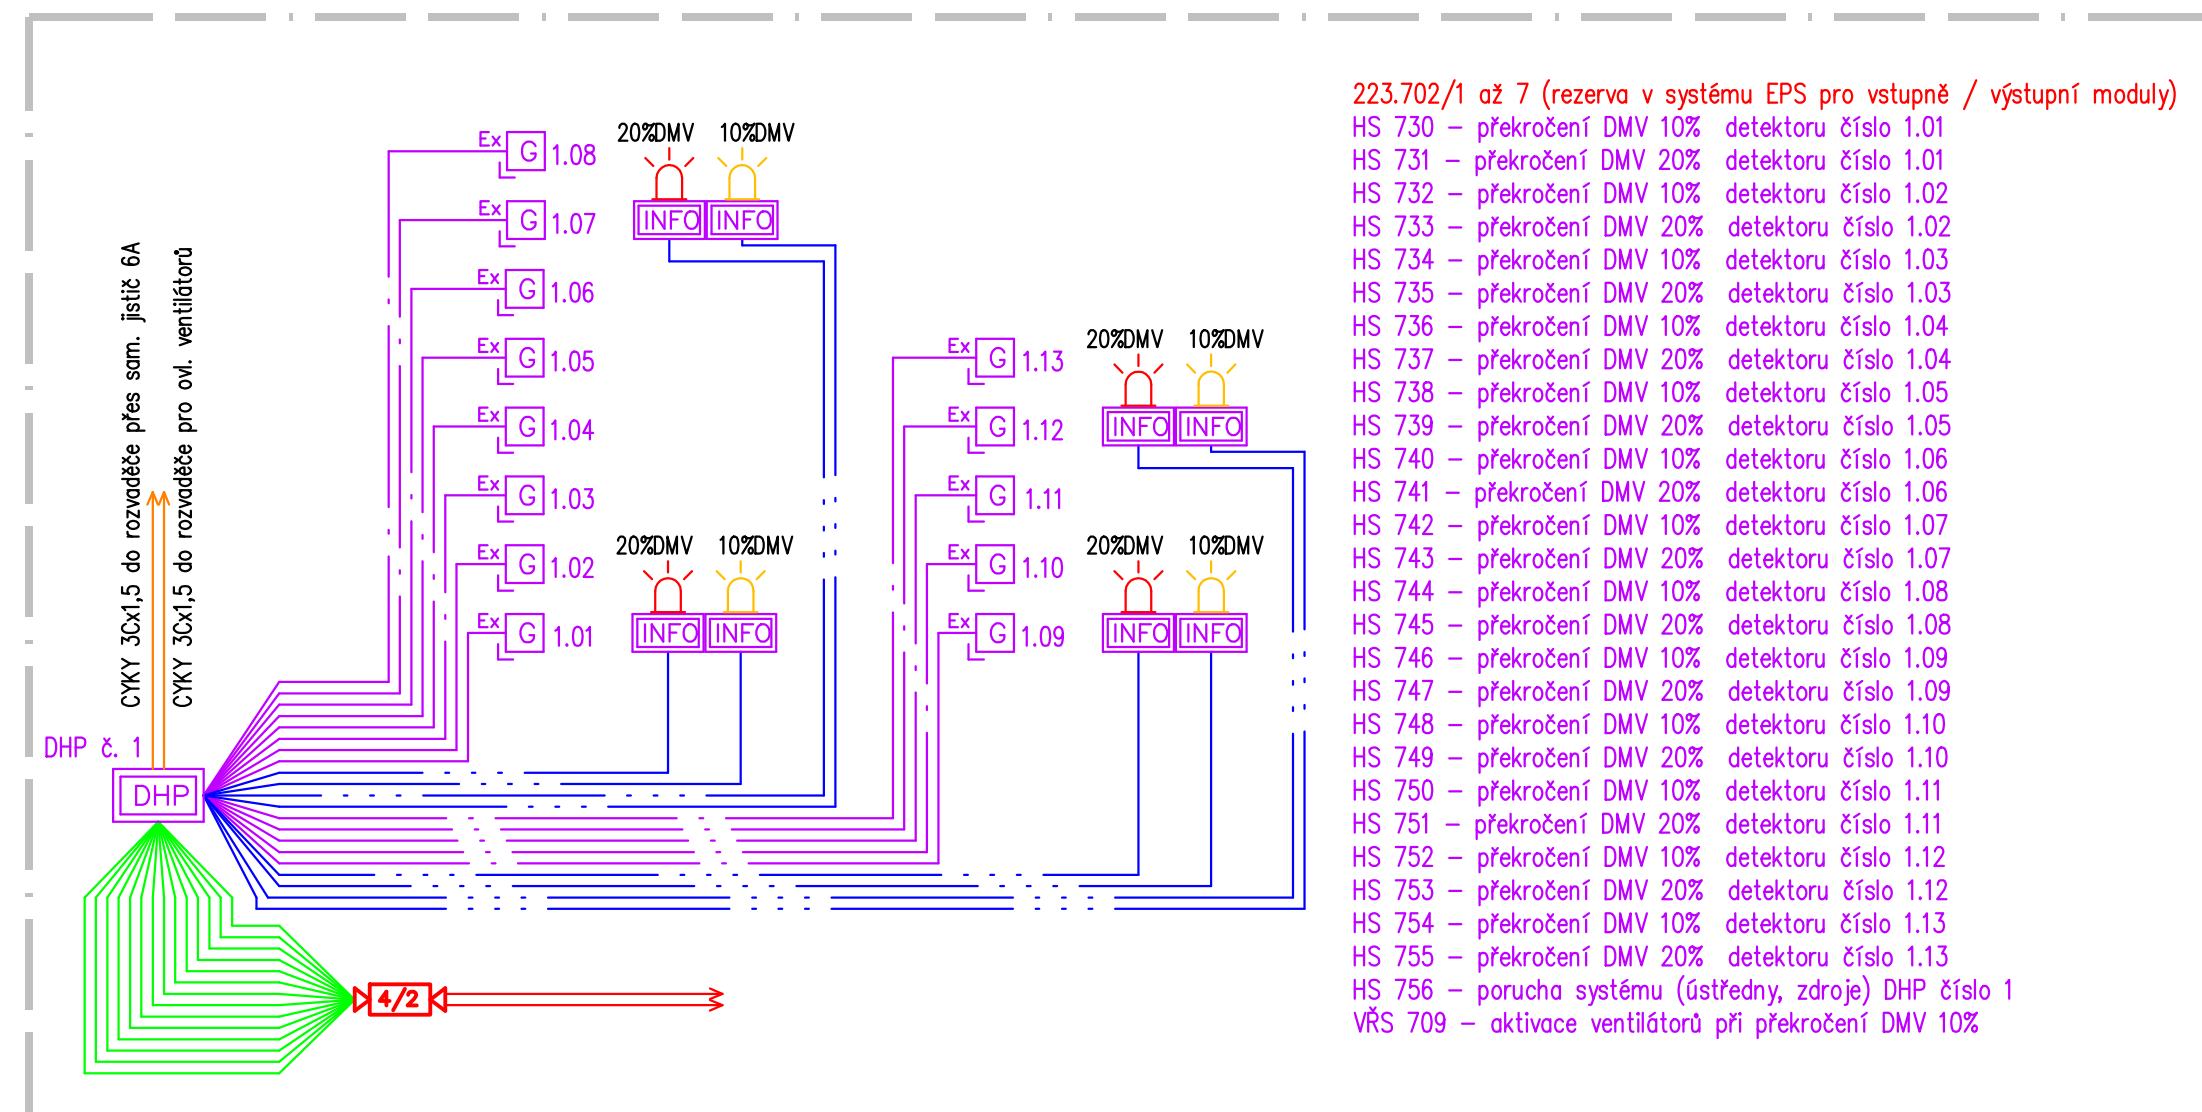 223.702/1 až 7 (rezerva v systému EPS pro vstupně / výstupní moduly)
HS 730 – překročení DMV 10% detektoru číslo 1.01
HS 731 – překročení DMV 20% detektoru číslo 1.01
HS 732 – překročení DMV 10% detektoru číslo 1.02
HS 733 – překročení DMV 20% detektoru číslo 1.02
HS 734 – překročení DMV 10% detektoru číslo 1.03
HS 735 – překročení DMV 20% detektoru číslo 1.03
HS 736 – překročení DMV 10% detektoru číslo 1.04
HS 737 – překročení DMV 20% detektoru číslo 1.04
HS 738 – překročení DMV 10% detektoru číslo 1.05
HS 739 – překročení DMV 20% detektoru číslo 1.05
HS 740 – překročení DMV 10% detektoru číslo 1.06
HS 741 – překročení DMV 20% detektoru číslo 1.06
HS 742 – překročení DMV 10% detektoru číslo 1.07
HS 743 – překročení DMV 20% detektoru číslo 1.07
HS 744 – překročení DMV 10% detektoru číslo 1.08
HS 745 – překročení DMV 20% detektoru číslo 1.08
HS 746 – překročení DMV 10% detektoru číslo 1.09
HS 747 – překročení DMV 20% detektoru číslo 1.09
HS 748 – překročení DMV 10% detektoru číslo 1.10
HS 749 – překročení DMV 20% detektoru číslo 1.10
HS 750 – překročení DMV 10% detektoru číslo 1.11
HS 751 – překročení DMV 20% detektoru číslo 1.11
HS 752 – překročení DMV 10% detektoru číslo 1.12
HS 753 – překročení DMV 20% detektoru číslo 1.12
HS 754 – překročení DMV 10% detektoru číslo 1.13
HS 755 – překročení DMV 20% detektoru číslo 1.13
HS 756 – porucha systému (ústředny, zdroje) DHP číslo 1
VŘS 709 – aktivace ventilátorů při překročení DMV 10%
CYKY 3Cx1,5 do rozvaděče přes sam. jistič 6A
CYKY 3Cx1,5 do rozvaděče pro ovl. ventilátorů
DHP č. 1
DHP
4/2
Ex G 1.08
Ex G 1.07
Ex G 1.06
Ex G 1.05
Ex G 1.04
Ex G 1.03
Ex G 1.02
Ex G 1.01
20%DMV 10%DMV
INFO INFO
20%DMV 10%DMV
INFO INFO
Ex G 1.13
Ex G 1.12
Ex G 1.11
Ex G 1.10
Ex G 1.09
20%DMV 10%DMV
INFO INFO
20%DMV 10%DMV
INFO INFO